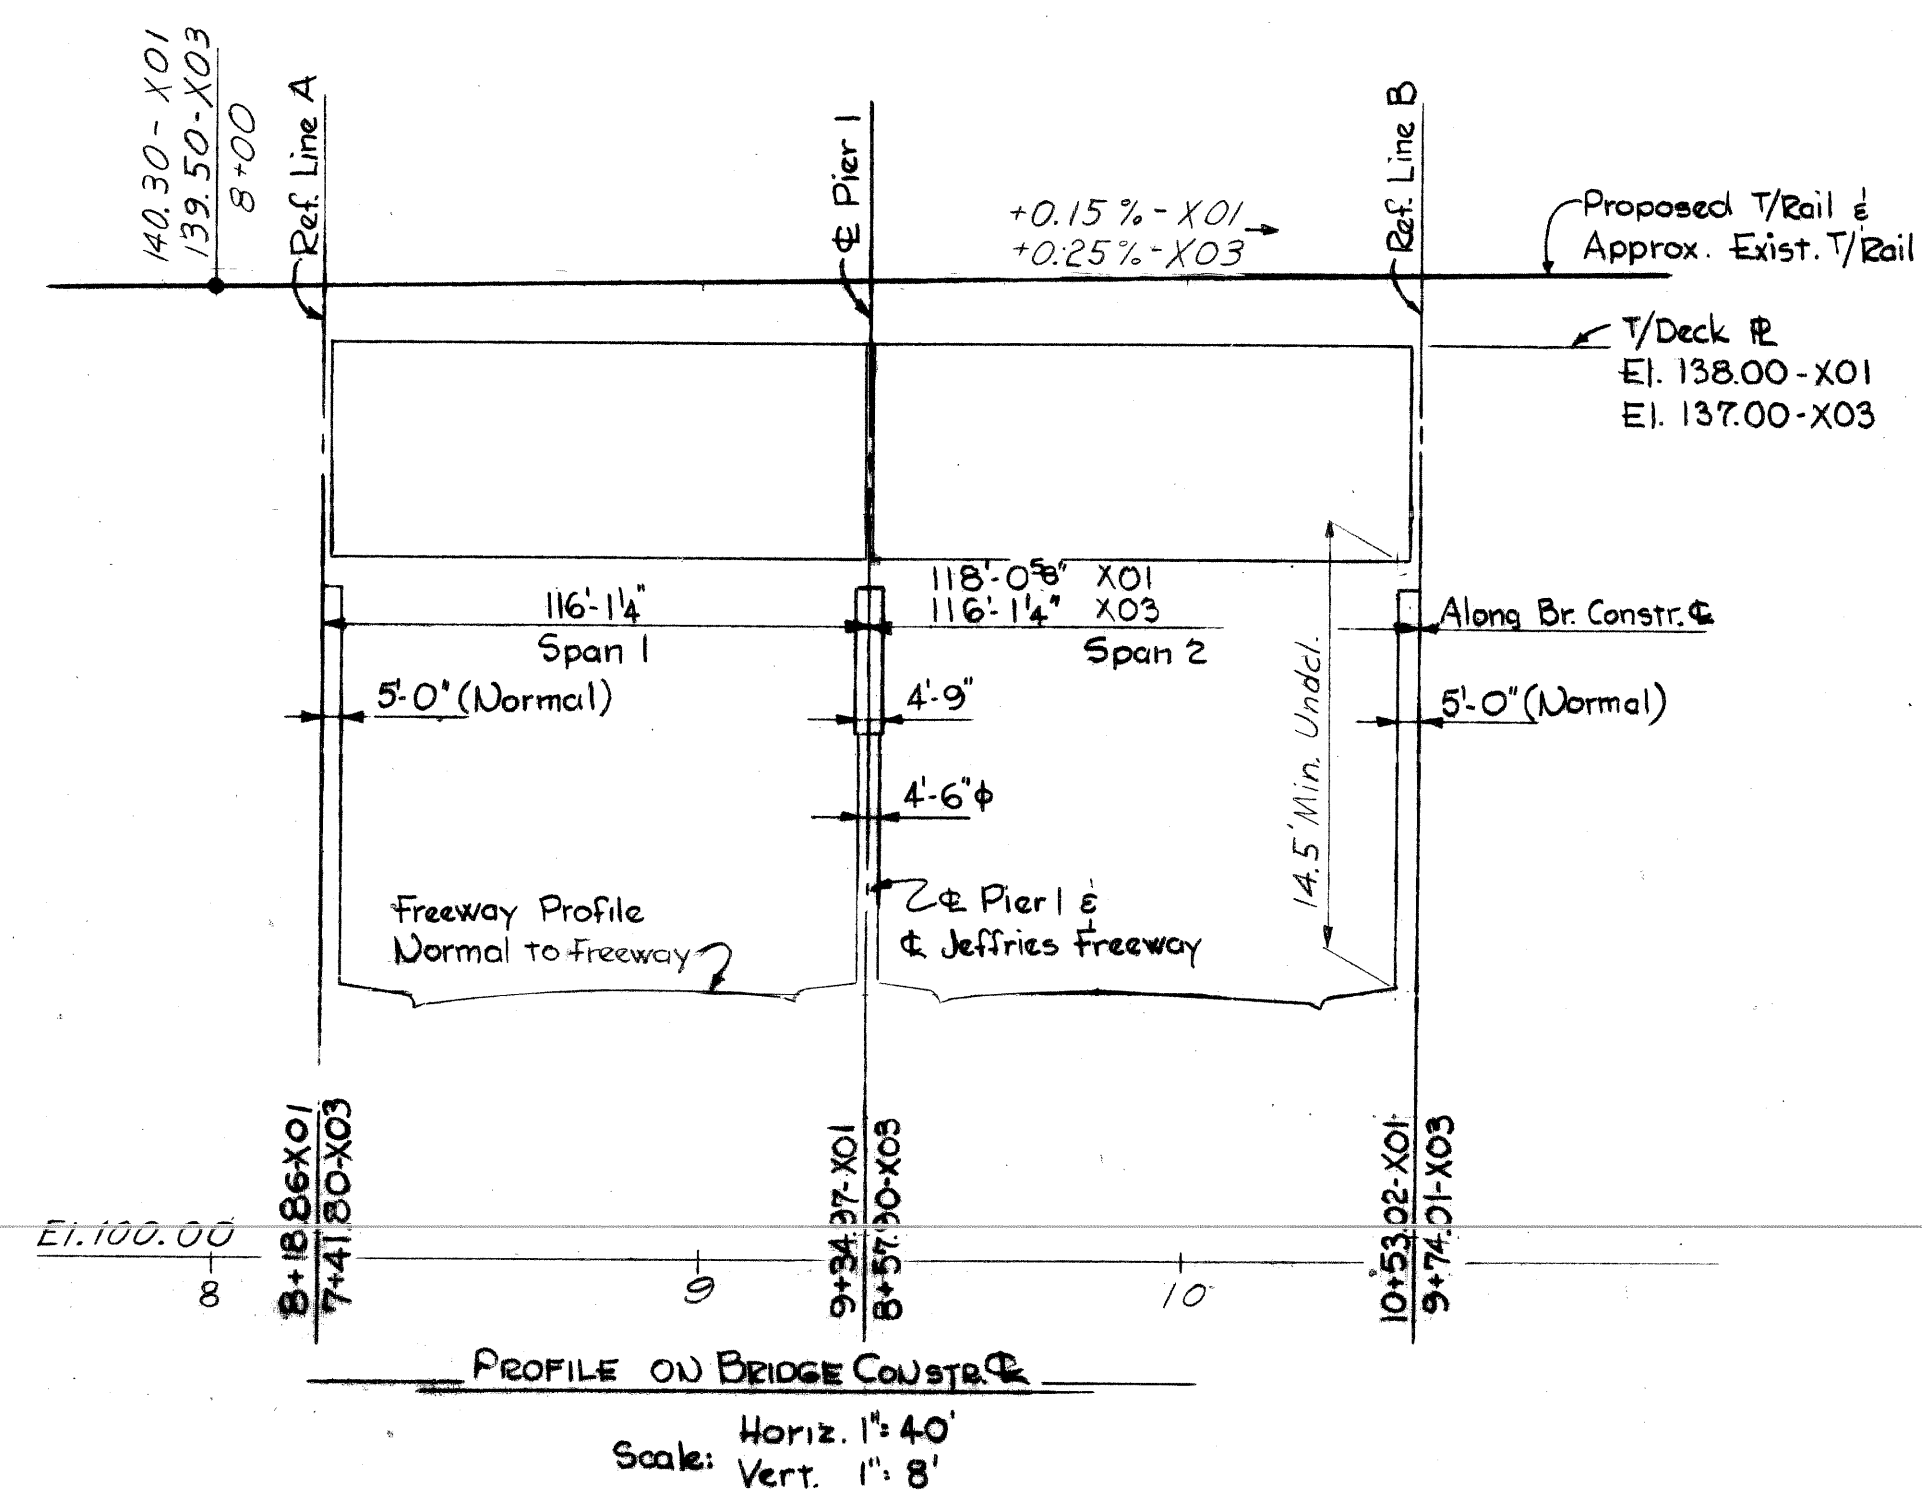 140.30 - X01
139.50 - X03
8+00
Ref. Line A
℄ Pier 1
+0.15 % - X01
+0.25% - X03
Ref. Line B
Proposed T/Rail &
Approx. Exist. T/Rail
T/Deck ⅊
El. 138.00 - X01
El. 137.00 - X03
116'-1¼"
Span 1
118'-0⅝" X01
116'-1¼" X03
Span 2
Along Br. Constr. ℄
5'-0" (Normal)
4'-9"
5'-0" (Normal)
4'-6" ϕ
14.5' Min. Undcl.
Freeway Profile
Normal to Freeway
℄ Pier 1 &
℄ Jeffries Freeway
8+18.86-X01
7+41.80-X03
9+34.97-X01
8+57.90-X03
10+53.02-X01
9+74.01-X03
El. 100.00
8
9
10
PROFILE ON BRIDGE CONSTR. ℄
Scale:
Horiz. 1": 40'
Vert. 1": 8'